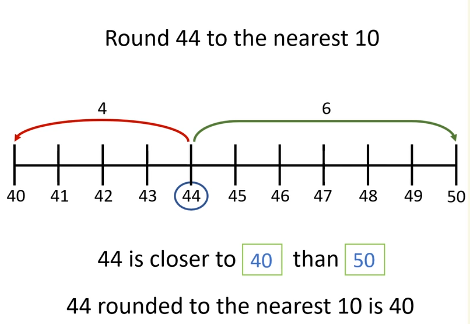 Round 44 to the nearest 10
4 6
40 41 42 43 44 45 46 47 48 49 50
44 is closer to 40 than 50
44 rounded to the nearest 10 is 40